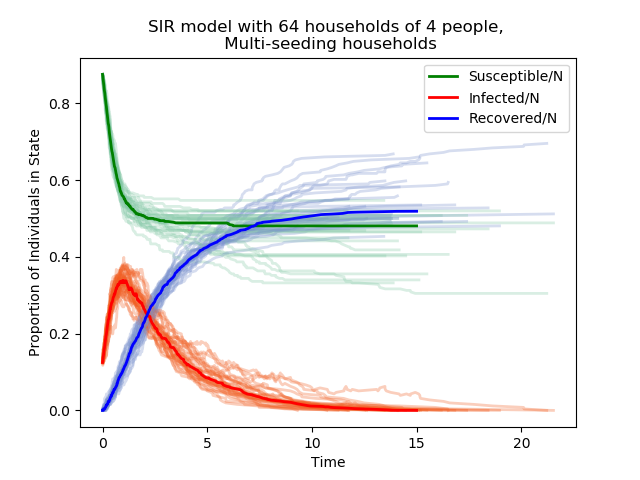 SIR model with 64 households of 4 people,
Multi-seeding households
Susceptible/N
Infected/N
Recovered/N
Proportion of Individuals in State
0.8
0.6
0.4
0.2
0.0
0
5
10
15
20
Time